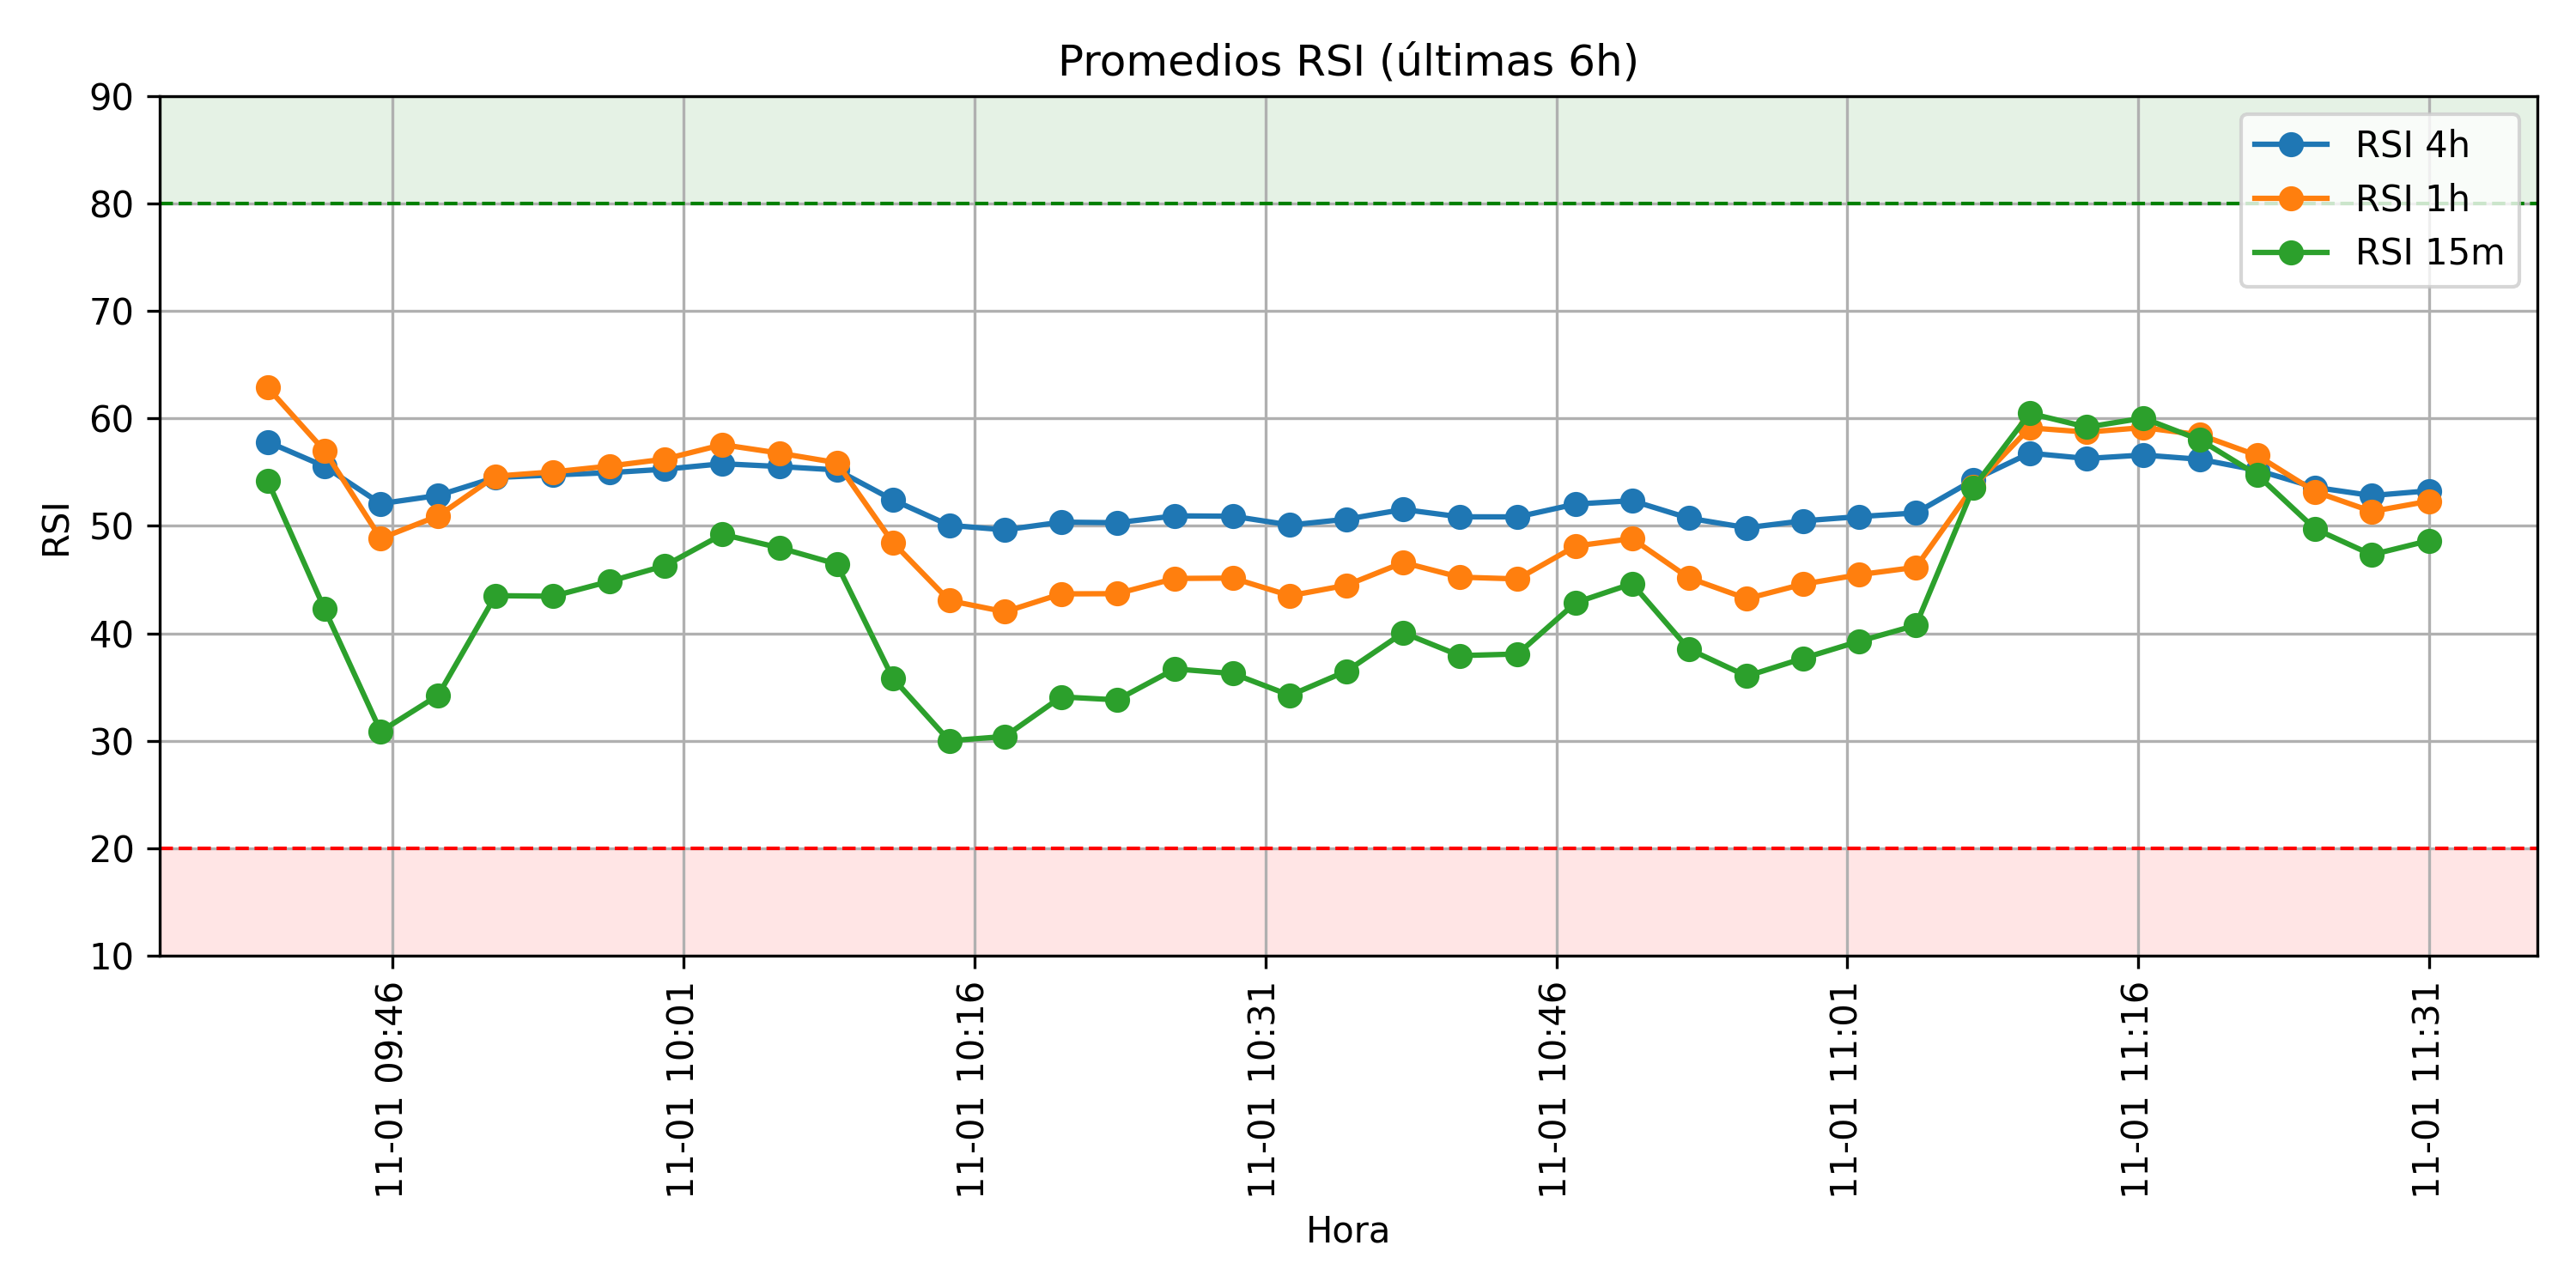 Promedios RSI (últimas 6h)
90
80
70
60
50
40
30
20
10
RSI
RSI 4h
RSI 1h
RSI 15m
11-01 09:46
11-01 10:01
11-01 10:16
11-01 10:31
11-01 10:46
11-01 11:01
11-01 11:16
11-01 11:31
Hora